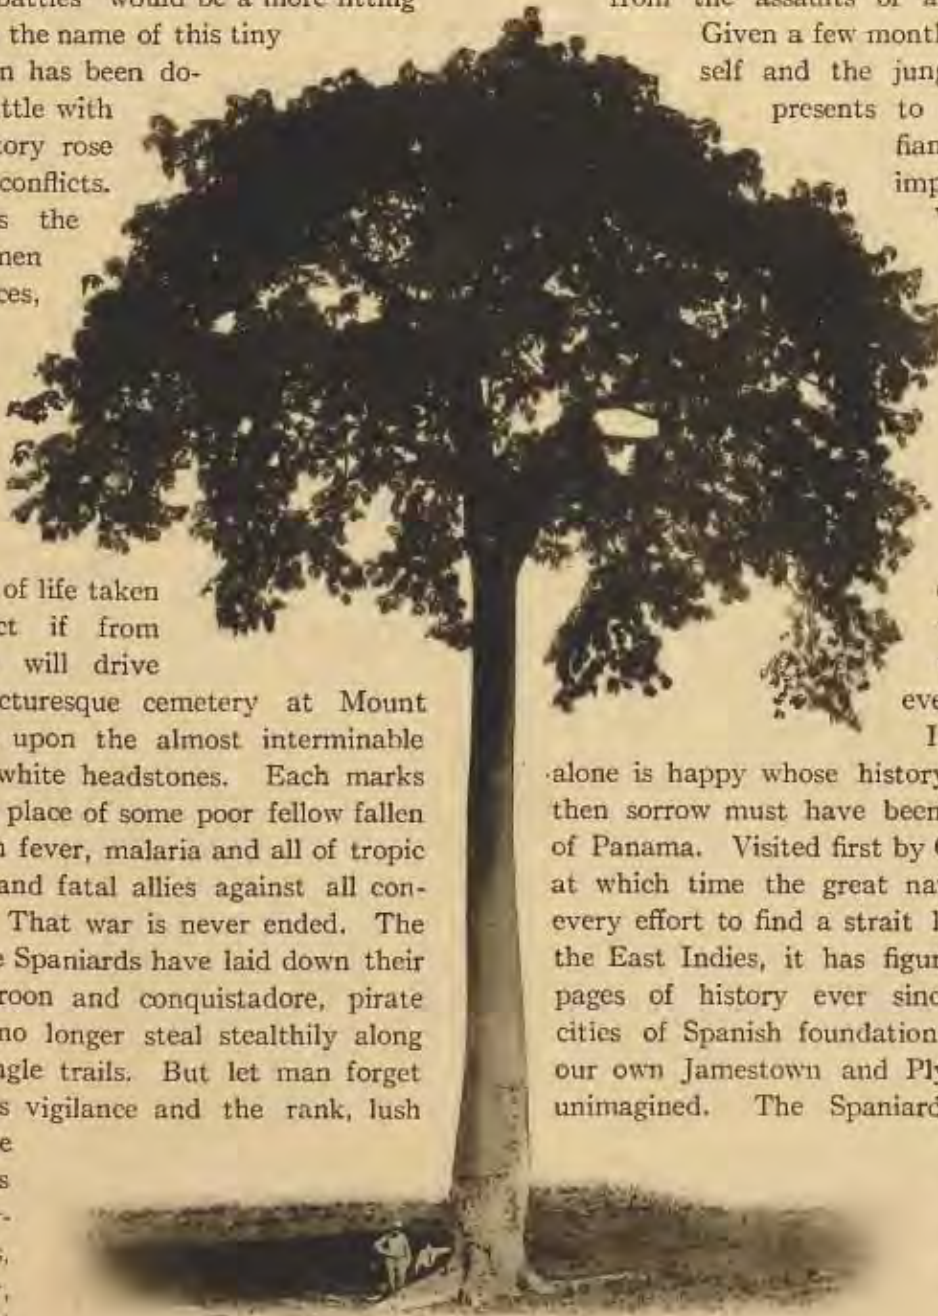 battles" would be a more fitting
the name of this tiny
n has been do-
ttle with
tory rose
conflicts.
s the
men
ces,
of life taken
ct if from
will drive
cturesque cemetery at Mount
upon the almost interminable
white headstones. Each marks
place of some poor fellow fallen
n fever, malaria and all of tropic
and fatal allies against all con-
That war is never ended. The
e Spaniards have laid down their
roon and conquistadore, pirate
no longer steal stealthily along
ngle trails. But let man forget
s vigilance and the rank, lush
e
s
from the assaults of
Given a few month
self and the jung
presents to
fian
imp
eve
alone is happy whose history
then sorrow must have been
of Panama. Visited first by
at which time the great na
every effort to find a strait
the East Indies, it has figur
pages of history ever sinc
cities of Spanish foundation
our own Jamestown and Ply
unimagined. The Spaniard